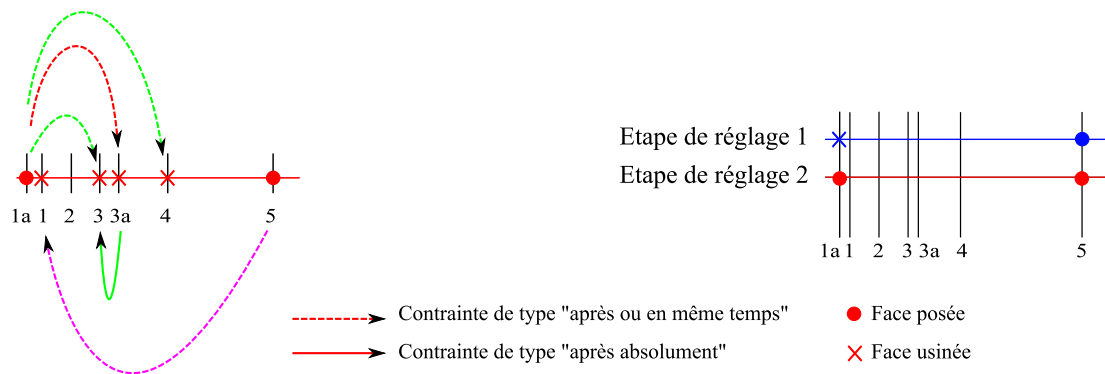 1a 1 2 3 3a 4 5
Etape de réglage 1
Etape de réglage 2
1a 1 2 3 3a 4 5
Contrainte de type "après ou en même temps"
Contrainte de type "après absolument"
Face posée
Face usinée